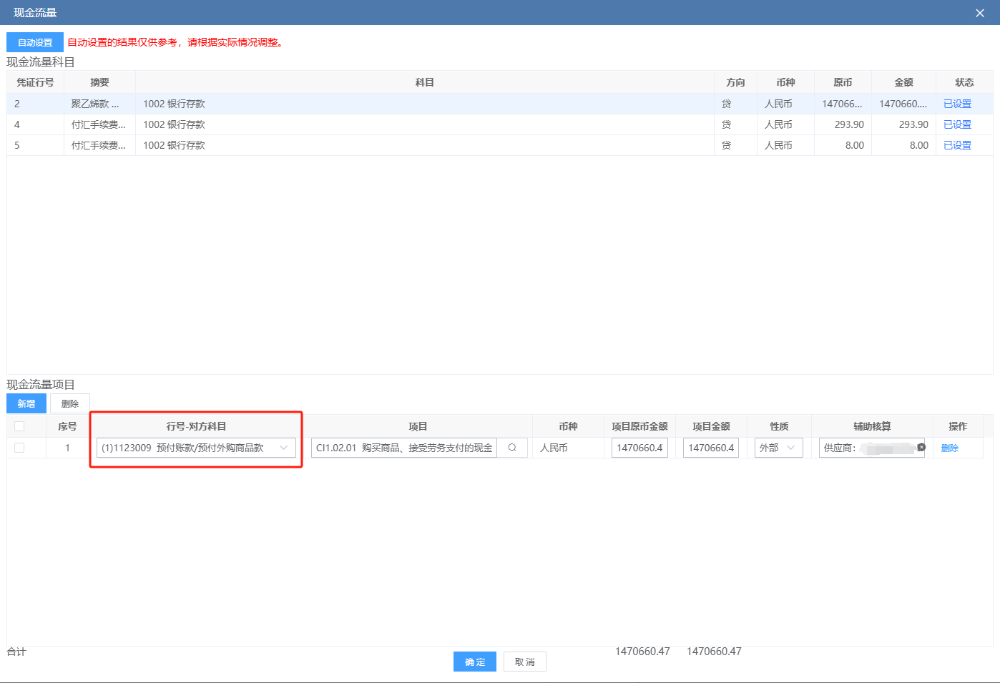 现金流量
自动设置 自动设置的结果仅供参考，请根据实际情况调整。
现金流量科目
凭证行号 摘要 科目 方向 币种 原币 金额 状态
2 聚乙烯款 ... 1002 银行存款 贷 人民币 147066... 1470660.... 已设置
4 付汇手续费... 1002 银行存款 贷 人民币 293.90 293.90 已设置
5 付汇手续费... 1002 银行存款 贷 人民币 8.00 8.00 已设置
现金流量项目
新增 删除
序号 行号-对方科目 项目 币种 项目原币金额 项目金额 性质 辅助核算 操作
1 (1)1123009 预付账款/预付外购商品款 CI1.02.01 购买商品、接受劳务支付的现金 人民币 1470660.4 1470660.4 外部 供应商： 删除
合计 1470660.47 1470660.47
确 定 取 消